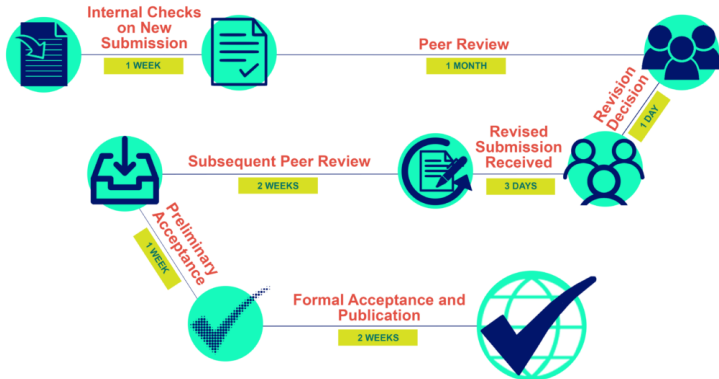 Internal Checks
on New
Submission
1 WEEK
Peer Review
1 MONTH
Revision
Decision
1 DAY
Revised
Submission
Received
3 DAYS
Subsequent Peer Review
2 WEEKS
Preliminary
Acceptance
1 WEEK
Formal Acceptance and
Publication
2 WEEKS